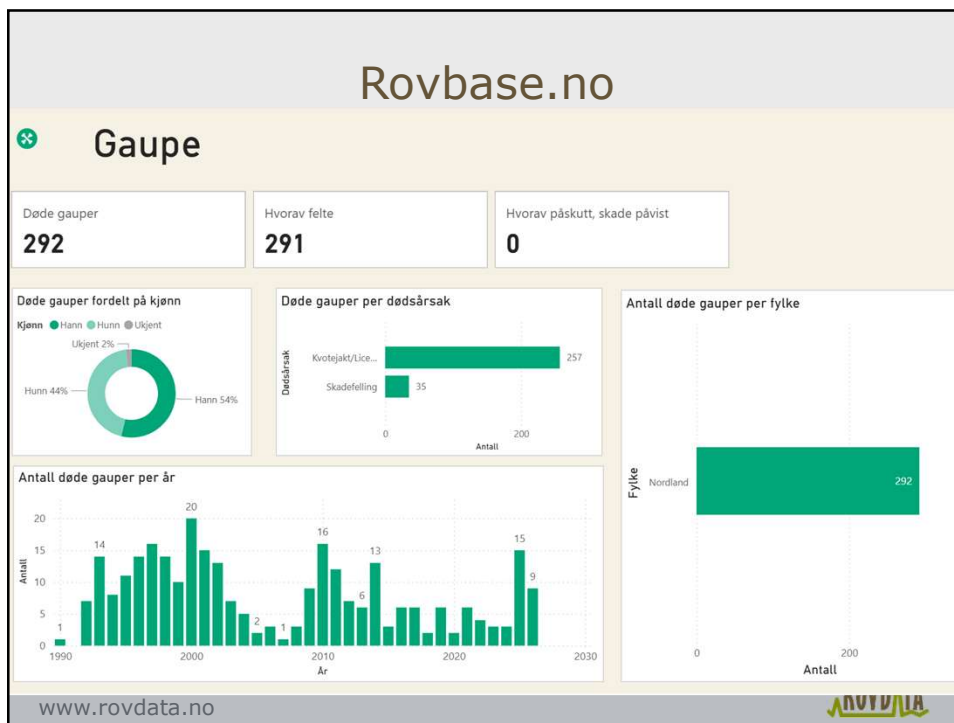 Rovbase.no
Gaupe
Døde gauper
292
Hvorav felte
291
Hvorav påskutt, skade påvist
0
Døde gauper fordelt på kjønn
Kjønn Hann Hunn Ukjent
Ukjent 2%
Hunn 44%
Hann 54%
Døde gauper per dødsårsak
Dødsårsak
Kvotejakt/Lice... 257
Skadefelling 35
0 200
Antall
Antall døde gauper per fylke
Fylke
Nordland 292
0 200
Antall
Antall døde gauper per år
Antall
20
15
10
5
0
1 14 20 2 1 16 6 13 15 9
1990 2000 2010 2020 2030
År
www.rovdata.no
ROVDATA